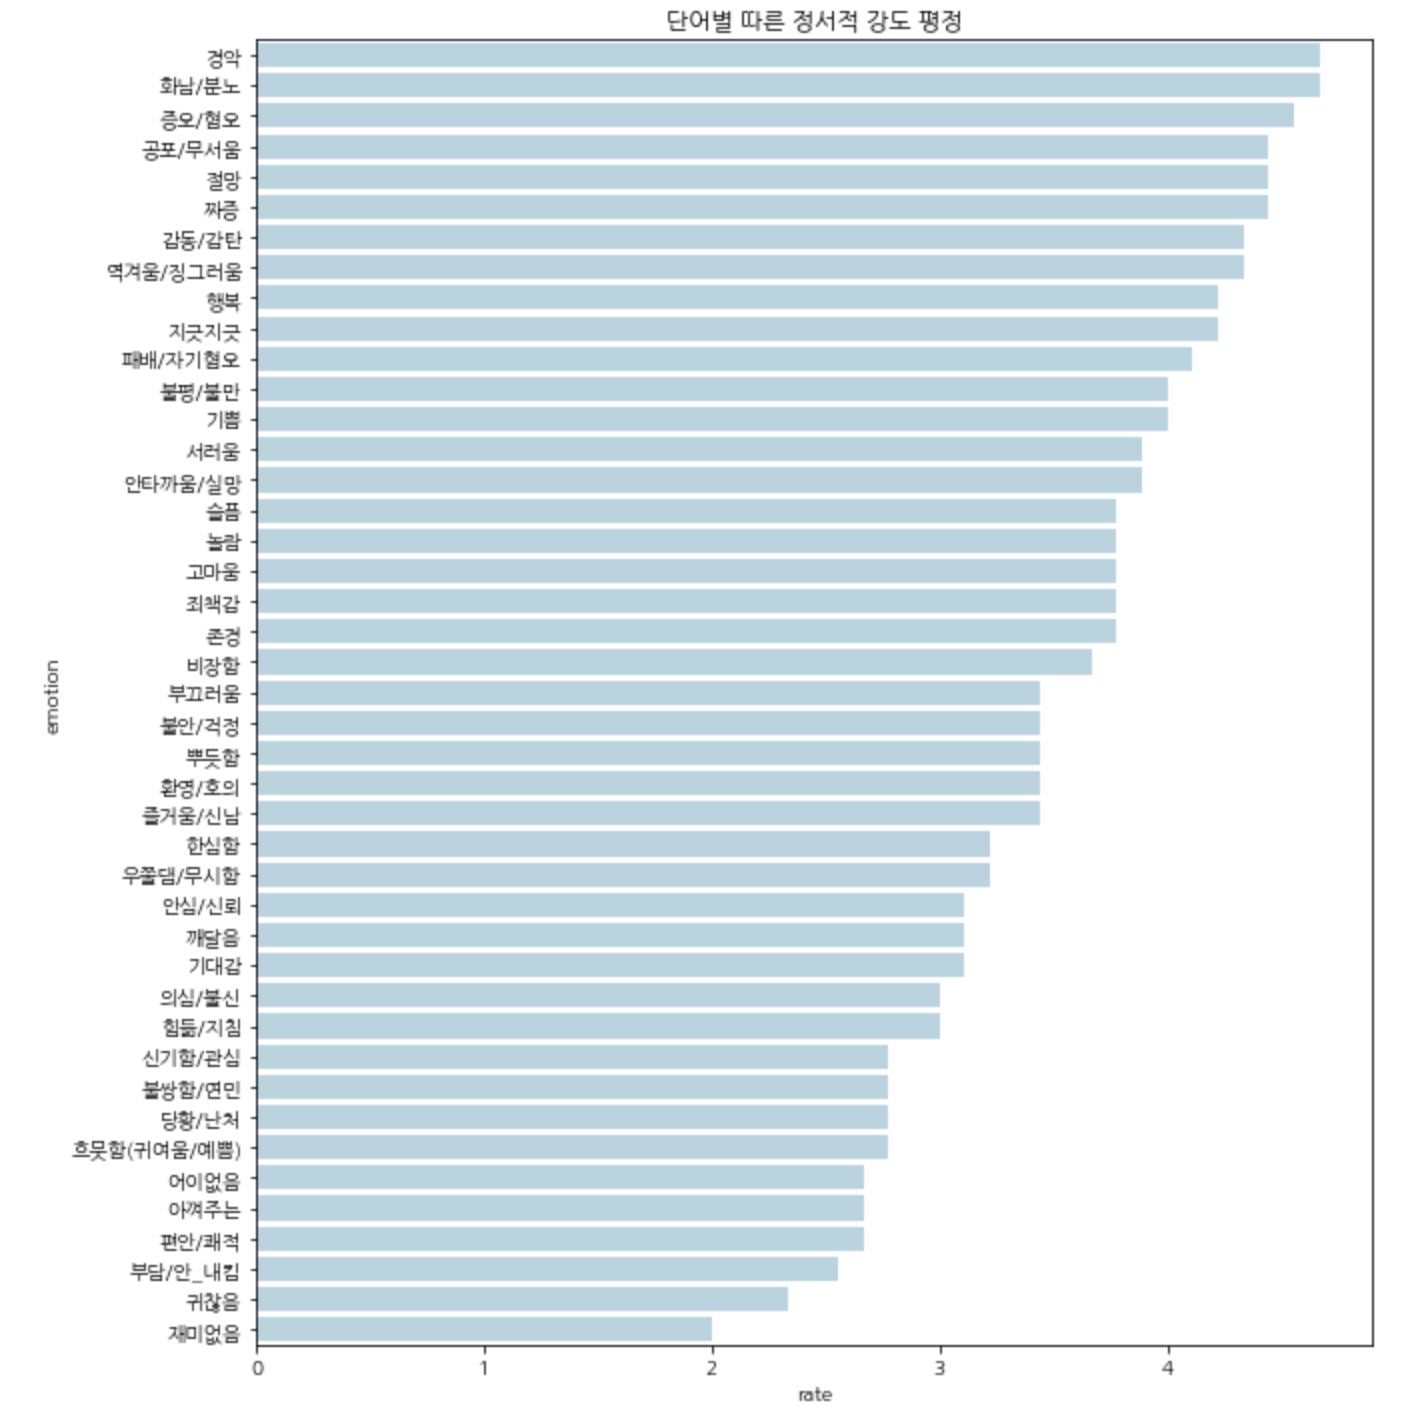 단어별 따른 정서적 강도 평정
경악
화남/분노
증오/혐오
공포/무서움
절망
짜증
감동/감탄
역겨움/징그러움
행복
지긋지긋
패배/자기혐오
불평/불만
기쁨
서러움
안타까움/실망
슬픔
놀람
고마움
죄책감
존경
비장함
부끄러움
불안/걱정
뿌듯함
환영/호의
즐거움/신남
한심함
우쭐댐/무시함
안심/신뢰
깨달음
기대감
의심/불신
힘듦/지침
신기함/관심
불쌍함/연민
당황/난처
흐뭇함(귀여움/예쁨)
어이없음
아껴주는
편안/쾌적
부담/안_내킴
귀찮음
재미없음
emotion
0 1 2 3 4
rate